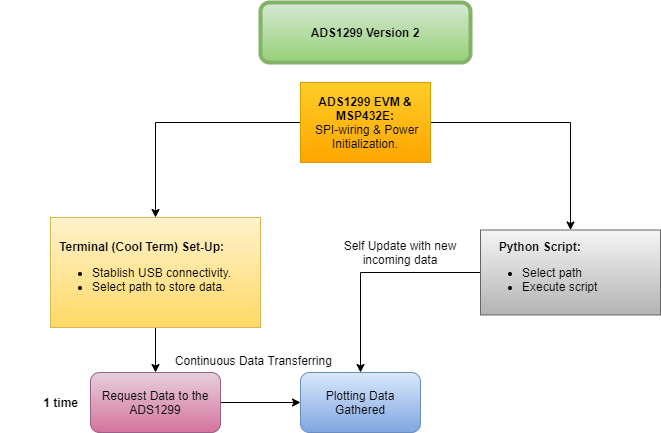 ADS1299 Version 2
ADS1299 EVM &
MSP432E:
SPI-wiring & Power
Initialization.
Terminal (Cool Term) Set-Up:
• Stablish USB connectivity.
• Select path to store data.
Self Update with new
incoming data
Python Script:
• Select path
• Execute script
Continuous Data Transferring
1 time
Request Data to the
ADS1299
Plotting Data
Gathered